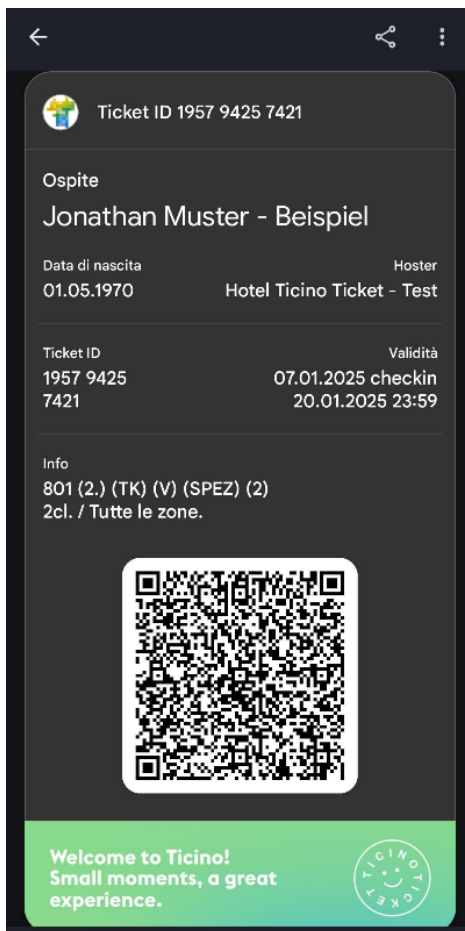 Ticket ID 1957 9425 7421
Ospite
Jonathan Muster - Beispiel
Data di nascita
Hoster
01.05.1970
Hotel Ticino Ticket - Test
Ticket ID
Validità
1957 9425
07.01.2025 checkin
7421
20.01.2025 23:59
Info
801 (2.) (TK) (V) (SPEZ) (2)
2cl. / Tutte le zone.
Welcome to Ticino!
Small moments, a great
experience.
TICINO TICKET